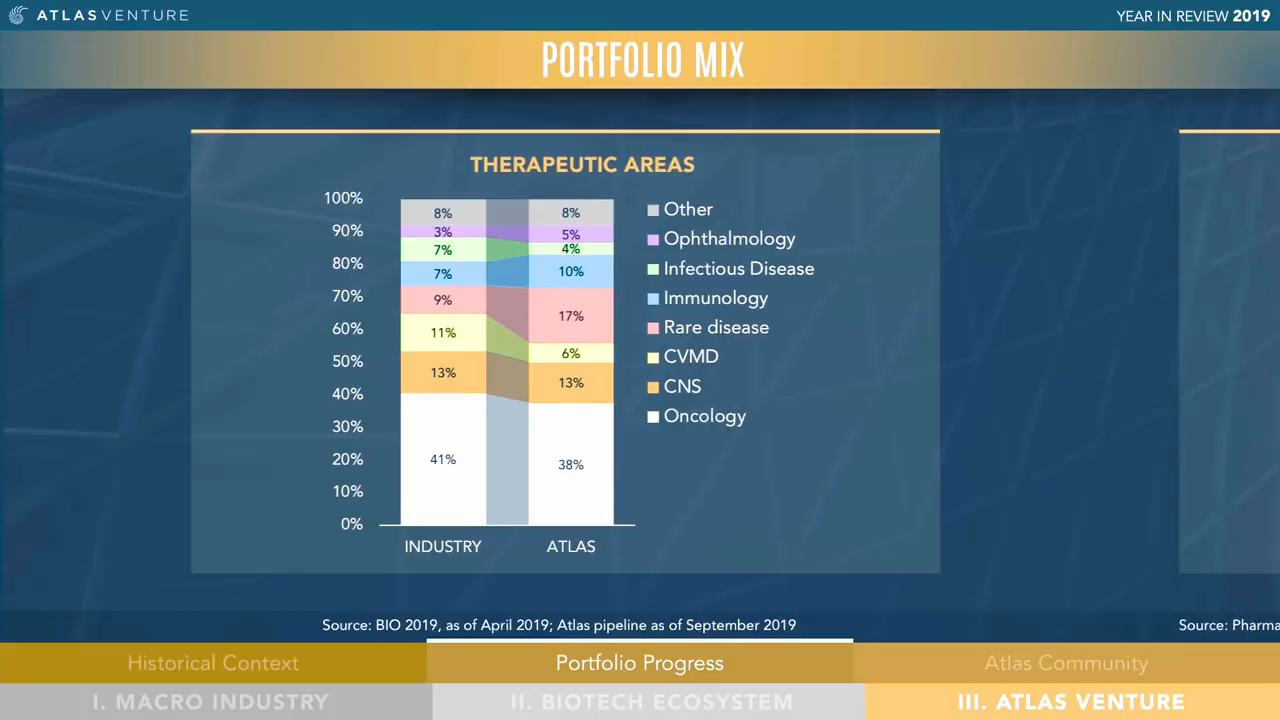 ATLAS VENTURE
YEAR IN REVIEW 2019
PORTFOLIO MIX
THERAPEUTIC AREAS
100%
90%
80%
70%
60%
50%
40%
30%
20%
10%
0%
8%
3%
7%
7%
9%
11%
13%
41%
8%
5%
4%
10%
17%
6%
13%
38%
INDUSTRY
ATLAS
Other
Ophthalmology
Infectious Disease
Immunology
Rare disease
CVMD
CNS
Oncology
Source: BIO 2019, as of April 2019; Atlas pipeline as of September 2019
Source: Pharma
Historical Context
Portfolio Progress
Atlas Community
I. MACRO INDUSTRY
II. BIOTECH ECOSYSTEM
III. ATLAS VENTURE